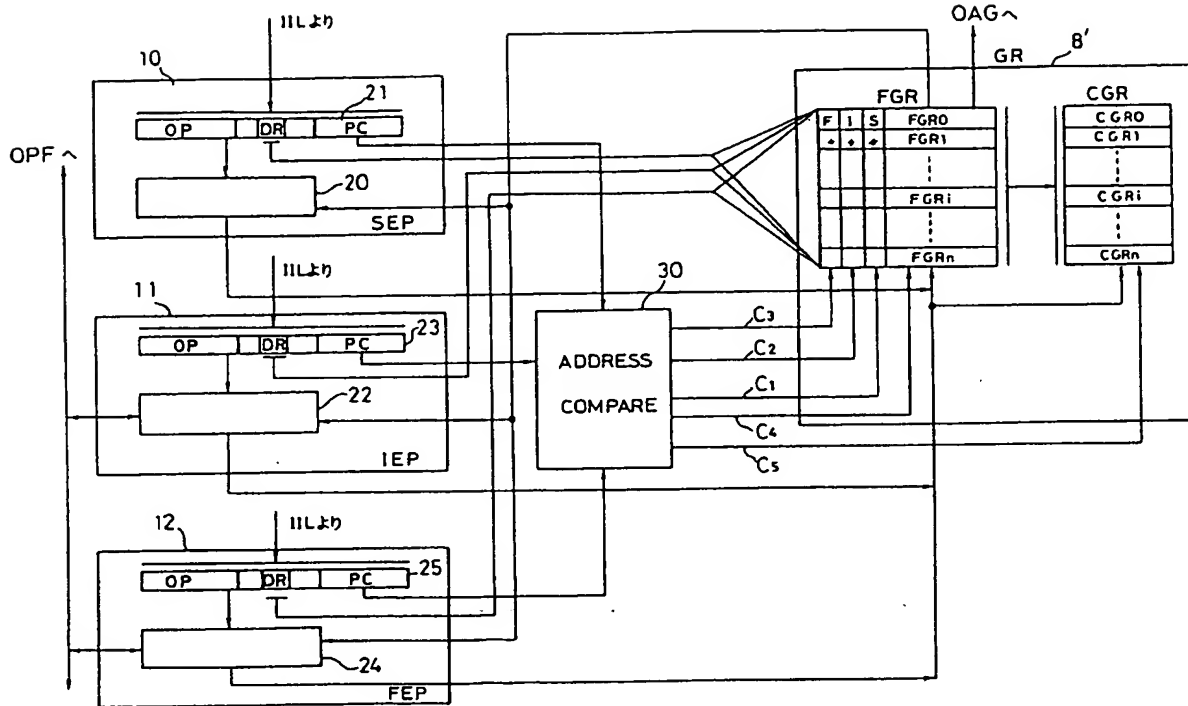 IILより
10
21
OP DR PC
OPFへ
20
SEP
IILより
11
23
OP DR PC
22
IEP
IILより
12
25
OP DR PC
24
FEP
30
ADDRESS
COMPARE
C3
C2
C1
C4
C5
OAGへ
GR
8'
FGR
F I S FGR0
* * * FGR1
FGRi
FGRn
CGR
CGR0
CGR1
CGRi
CGRn